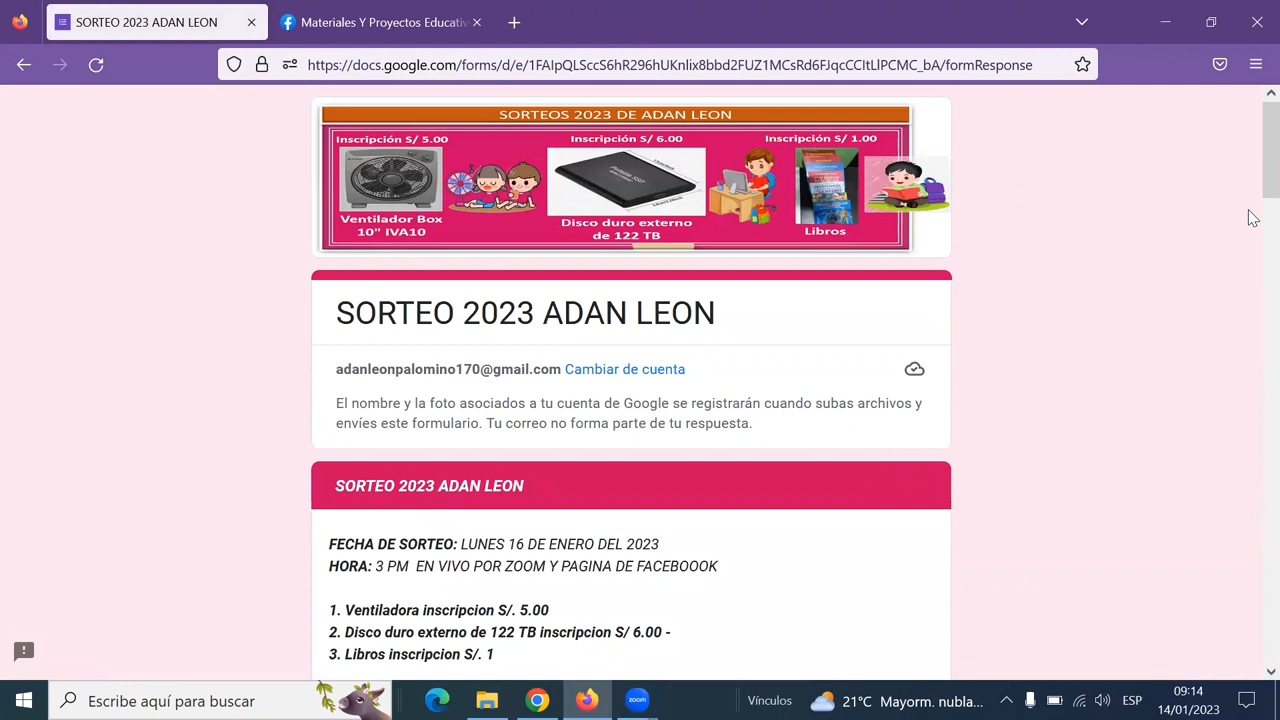 SORTEO 2023 ADAN LEON
Materiales Y Proyectos Educativ
https://docs.google.com/forms/d/e/1FAIpQLSccS6hR296hUKnlix8bbd2FUZ1MCsRd6FJqcCCItLlPCMC_bA/formResponse
SORTEOS 2023 DE ADAN LEON
Inscripción S/ 5.00
Inscripción S/ 6.00
Inscripción S/ 1.00
Ventilador Box
10" IVA10
Disco duro externo
de 122 TB
Libros
SORTEO 2023 ADAN LEON
adanleonpalomino170@gmail.com Cambiar de cuenta
El nombre y la foto asociados a tu cuenta de Google se registrarán cuando subas archivos y
envíes este formulario. Tu correo no forma parte de tu respuesta.
SORTEO 2023 ADAN LEON
FECHA DE SORTEO: LUNES 16 DE ENERO DEL 2023
HORA: 3 PM EN VIVO POR ZOOM Y PAGINA DE FACEBOOOK
1. Ventiladora inscripcion S/. 5.00
2. Disco duro externo de 122 TB inscripcion S/ 6.00 -
3. Libros inscripcion S/. 1
Escribe aquí para buscar
zoom
Vínculos
21°C Mayorm. nubla...
ESP
09:14
14/01/2023